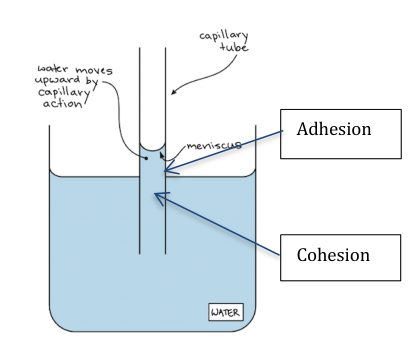 capillary
tube
water moves
upward by
capillary
action
meniscus
Adhesion
Cohesion
WATER